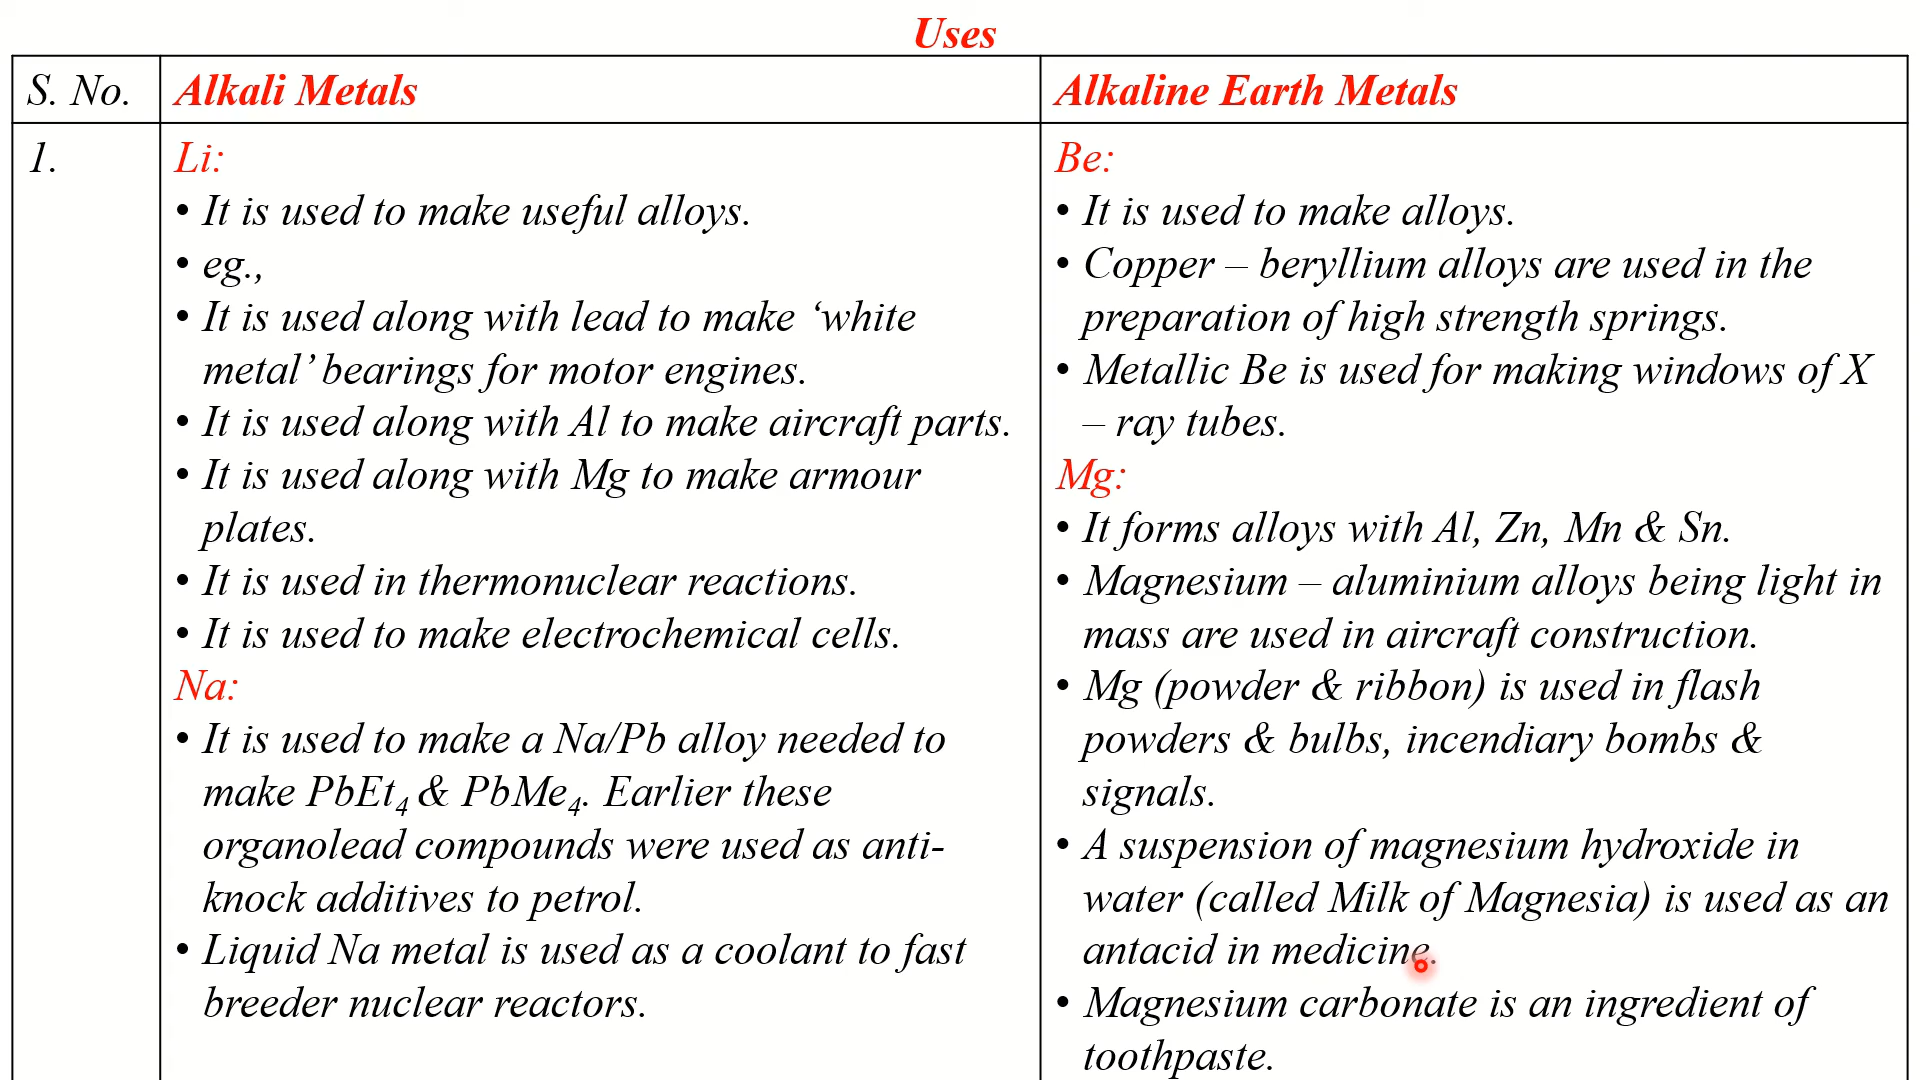 Uses
S. No.
Alkali Metals
Alkaline Earth Metals
1.
Li:
• It is used to make useful alloys.
• eg.,
• It is used along with lead to make ‘white
metal’ bearings for motor engines.
• It is used along with Al to make aircraft parts.
• It is used along with Mg to make armour
plates.
• It is used in thermonuclear reactions.
• It is used to make electrochemical cells.
Na:
• It is used to make a Na/Pb alloy needed to
make PbEt₄ & PbMe₄. Earlier these
organolead compounds were used as anti-
knock additives to petrol.
• Liquid Na metal is used as a coolant to fast
breeder nuclear reactors.
Be:
• It is used to make alloys.
• Copper – beryllium alloys are used in the
preparation of high strength springs.
• Metallic Be is used for making windows of X
– ray tubes.
Mg:
• It forms alloys with Al, Zn, Mn & Sn.
• Magnesium – aluminium alloys being light in
mass are used in aircraft construction.
• Mg (powder & ribbon) is used in flash
powders & bulbs, incendiary bombs &
signals.
• A suspension of magnesium hydroxide in
water (called Milk of Magnesia) is used as an
antacid in medicine.
• Magnesium carbonate is an ingredient of
toothpaste.